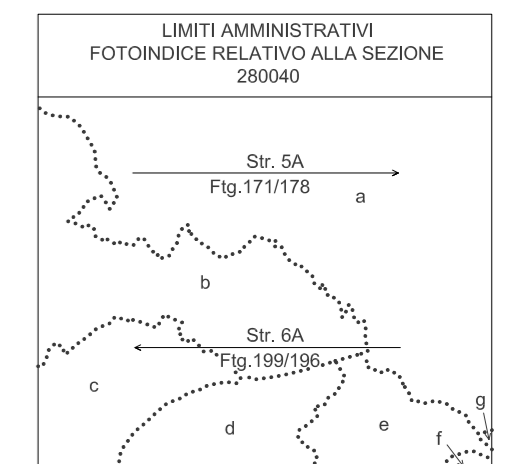 LIMITI AMMINISTRATIVI
FOTOINDICE RELATIVO ALLA SEZIONE
280040
Str. 5A
Ftg.171/178
a
b
Str. 6A
Ftg.199/196
c
d
e
f
g